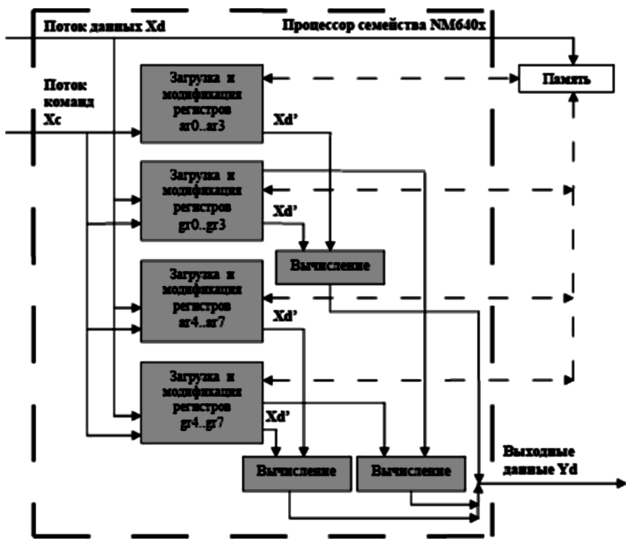 Поток данных Xd
Процессор семейства NM640x
Поток
команд
Xc
Загрузка и
модификация
регистров
ar0..ar3
Xd’
Память
Загрузка и
модификация
регистров
gr0..gr3
Xd’
Вычисление
Загрузка и
модификация
регистров
ar4..ar7
Xd’
Загрузка и
модификация
регистров
gr4..gr7
Xd’
Вычисление
Вычисление
Выходные
данные Yd